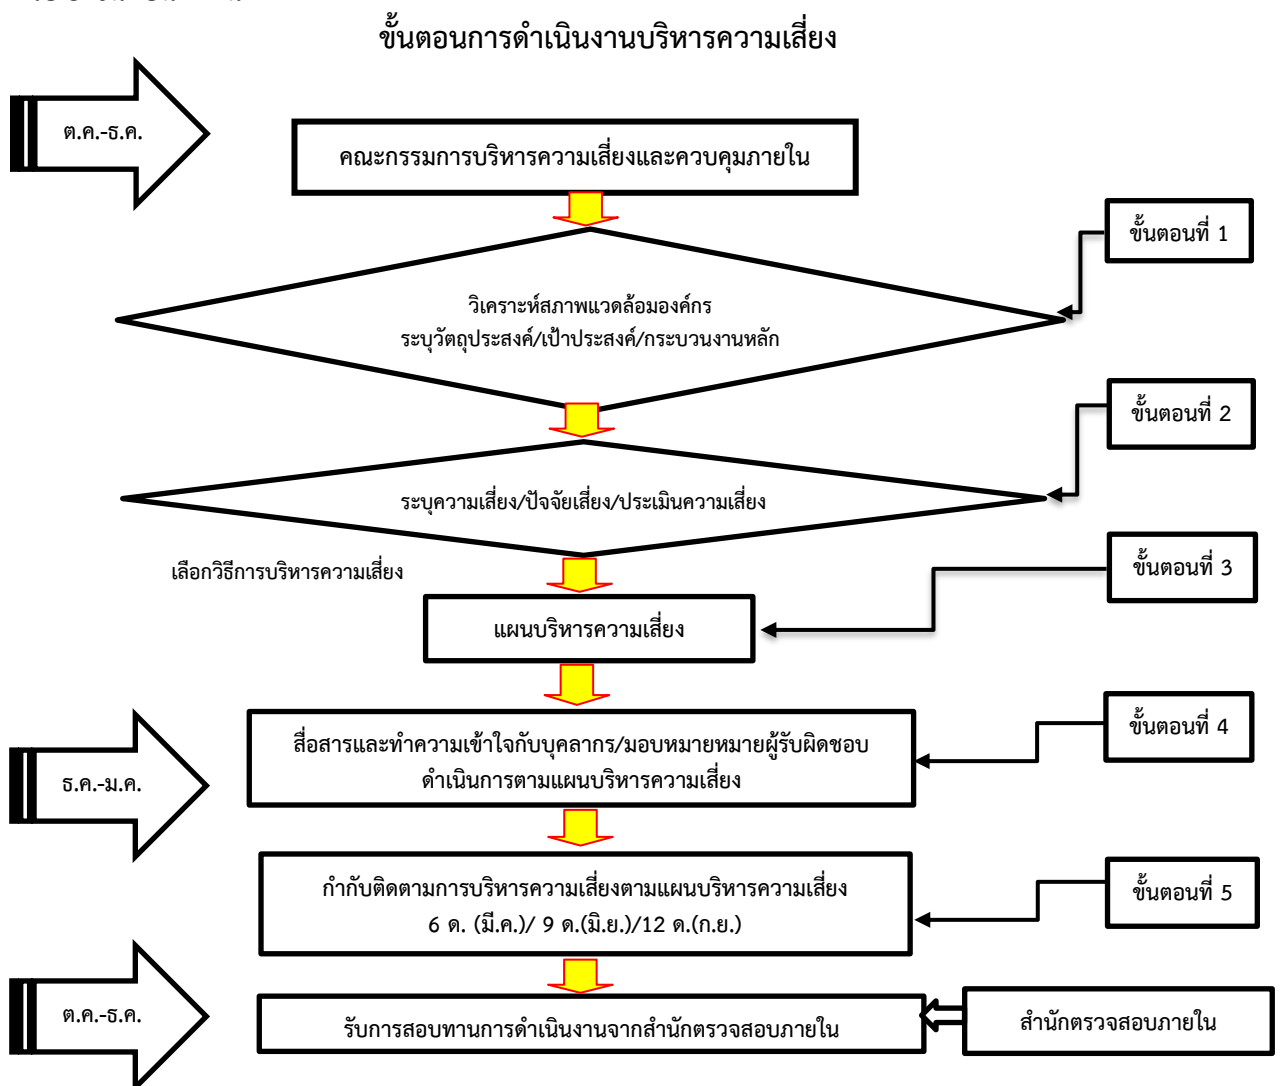 ขั้นตอนการดำเนินงานบริหารความเสี่ยง
ต.ค.-ธ.ค.
คณะกรรมการบริหารความเสี่ยงและควบคุมภายใน
ขั้นตอนที่ 1
วิเคราะห์สภาพแวดล้อมองค์กร
ระบุวัตถุประสงค์/เป้าประสงค์/กระบวนงานหลัก
ขั้นตอนที่ 2
ระบุความเสี่ยง/ปัจจัยเสี่ยง/ประเมินความเสี่ยง
เลือกวิธีการบริหารความเสี่ยง
ขั้นตอนที่ 3
แผนบริหารความเสี่ยง
ขั้นตอนที่ 4
สื่อสารและทำความเข้าใจกับบุคลากร/มอบหมายหมายผู้รับผิดชอบ
ดำเนินการตามแผนบริหารความเสี่ยง
ธ.ค.-ม.ค.
กำกับติดตามการบริหารความเสี่ยงตามแผนบริหารความเสี่ยง
6 ด. (มี.ค.)/ 9 ด.(มิ.ย.)/12 ด.(ก.ย.)
ขั้นตอนที่ 5
ต.ค.-ธ.ค.
รับการสอบทานการดำเนินงานจากสำนักตรวจสอบภายใน
สำนักตรวจสอบภายใน